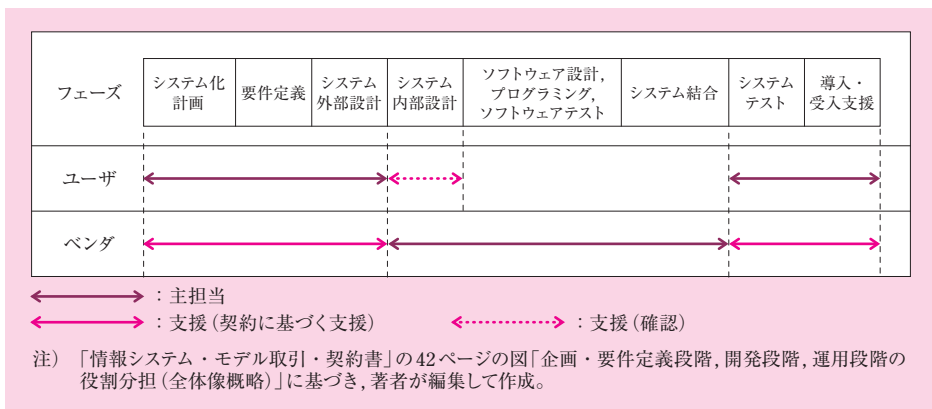 フェーズ
システム化
計画
要件定義
システム
外部設計
システム
内部設計
ソフトウェア設計,
プログラミング,
ソフトウェアテスト
システム結合
システム
テスト
導入・
受入支援
ユーザ
ベンダ
：主担当
：支援（契約に基づく支援）
：支援（確認）
注） 「情報システム・モデル取引・契約書」の42ページの図「企画・要件定義段階, 開発段階, 運用段階の
役割分担（全体像概略）」に基づき, 著者が編集して作成。